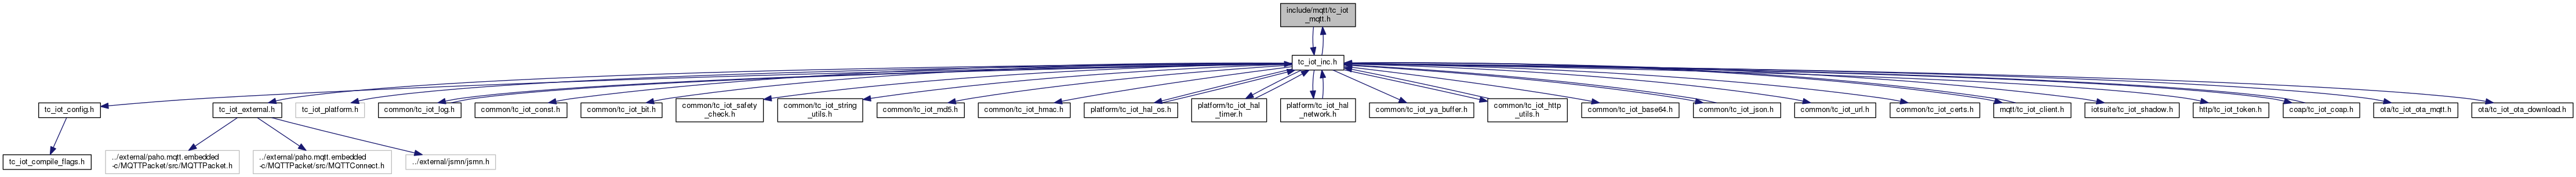 include/mqtt/tc_iot
_mqtt.h
tc_iot_inc.h
tc_iot_config.h
tc_iot_external.h
tc_iot_platform.h
common/tc_iot_log.h
common/tc_iot_const.h
common/tc_iot_bit.h
common/tc_iot_safety
_check.h
common/tc_iot_string
_utils.h
common/tc_iot_md5.h
common/tc_iot_hmac.h
platform/tc_iot_hal_os.h
platform/tc_iot_hal
_timer.h
platform/tc_iot_hal
_network.h
common/tc_iot_ya_buffer.h
common/tc_iot_http
_utils.h
common/tc_iot_base64.h
common/tc_iot_json.h
common/tc_iot_url.h
common/tc_iot_certs.h
mqtt/tc_iot_client.h
iotsuite/tc_iot_shadow.h
http/tc_iot_token.h
coap/tc_iot_coap.h
ota/tc_iot_ota_mqtt.h
ota/tc_iot_ota_download.h
tc_iot_compile_flags.h
../external/paho.mqtt.embedded
-c/MQTTPacket/src/MQTTPacket.h
../external/paho.mqtt.embedded
-c/MQTTPacket/src/MQTTConnect.h
../external/jsmn/jsmn.h